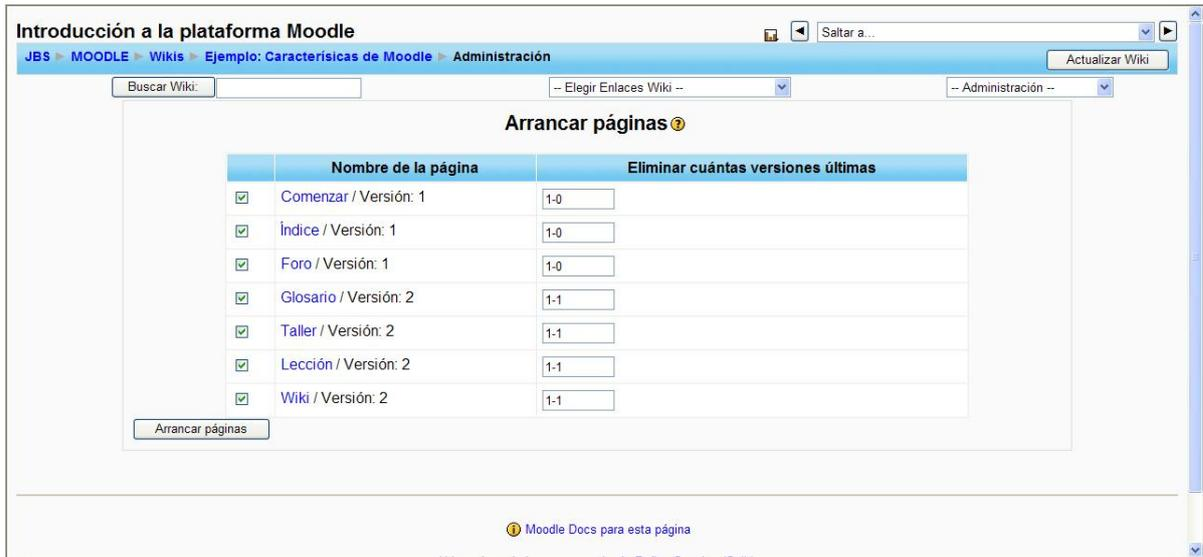 Introducción a la plataforma Moodle
Saltar a...
JBS ► MOODLE ► Wikis ► Ejemplo: Caracterísicas de Moodle ► Administración
Actualizar Wiki
Buscar Wiki:
-- Elegir Enlaces Wiki --
-- Administración --
Arrancar páginas
Nombre de la página
Eliminar cuántas versiones últimas
Comenzar / Versión: 1
1-0
Índice / Versión: 1
1-0
Foro / Versión: 1
1-0
Glosario / Versión: 2
1-1
Taller / Versión: 2
1-1
Lección / Versión: 2
1-1
Wiki / Versión: 2
1-1
Arrancar páginas
Moodle Docs para esta página